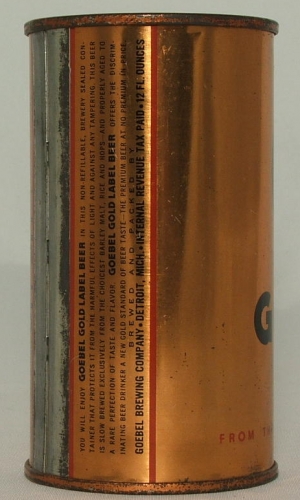 YOU WILL ENJOY GOEBEL GOLD LABEL BEER IN THIS NON-REFILLABLE, BREWERY SEALED CON-
TAINER THAT PROTECTS IT FROM THE HARMFUL EFFECTS OF LIGHT AND AGAINST ANY TAMPERING. THIS BEER
IS SLOW BREWED EXCLUSIVELY FROM THE CHOICEST BARLEY MALT, RICE AND HOPS—AND PROPERLY AGED TO
A RARE PERFECTION OF TASTE AND FLAVOR. GOEBEL GOLD LABEL BEER OFFERS THE DISCRIM-
INATING BEER DRINKER A NEW GOLD STANDARD OF BEER TASTE—THE PREMIUM BEER AT NO PREMIUM IN PRICE.
BREWED AND PACKED BY
GOEBEL BREWING COMPANY • DETROIT, MICH. • INTERNAL REVENUE TAX PAID • 12 FL. OUNCES
G
FROM TH